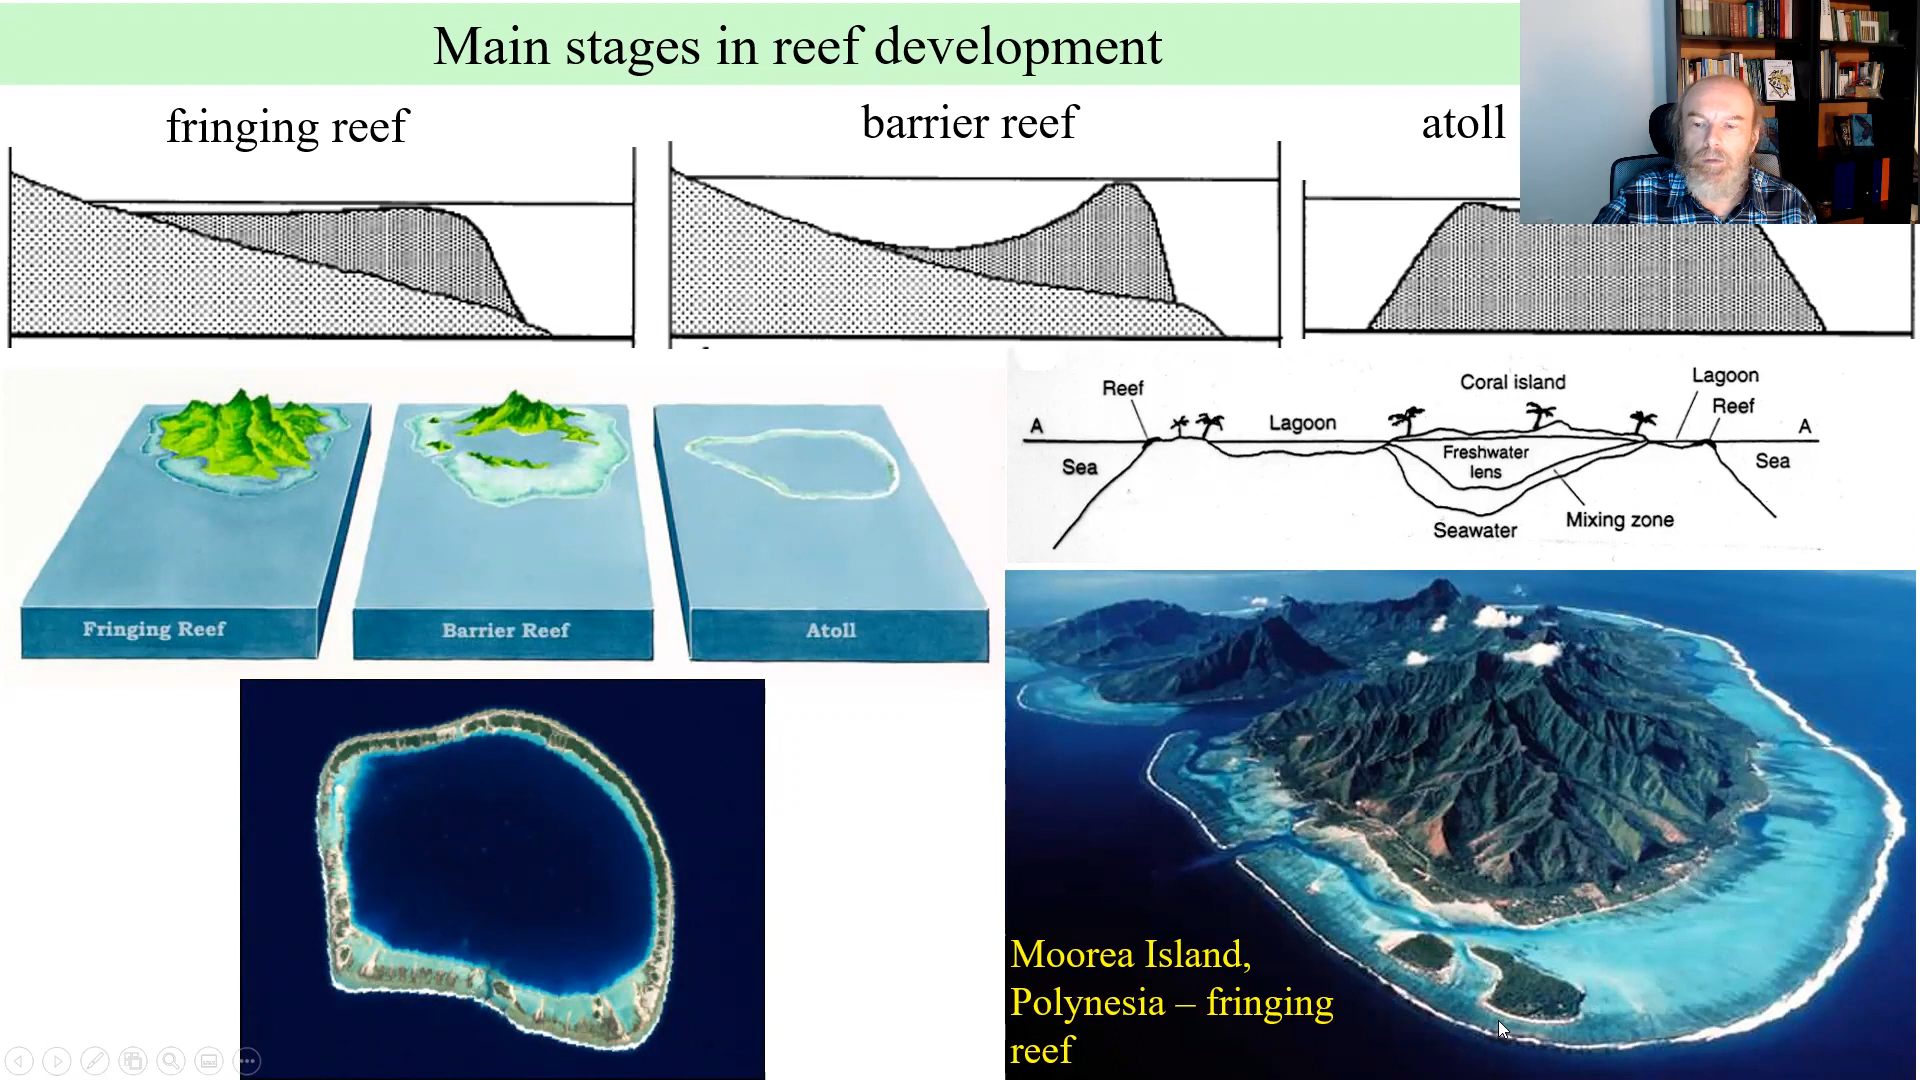 Main stages in reef development
fringing reef
barrier reef
atoll
Fringing Reef
Barrier Reef
Atoll
Reef
Coral island
Lagoon
Reef
A
Lagoon
A
Sea
Freshwater
lens
Sea
Mixing zone
Seawater
Moorea Island,
Polynesia – fringing
reef